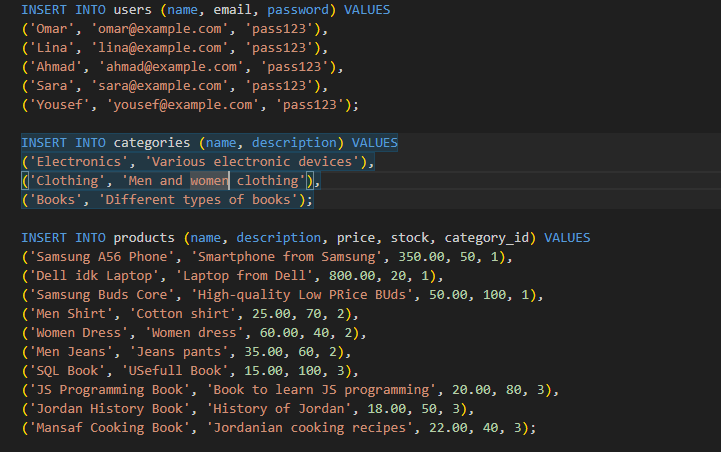 INSERT INTO users (name, email, password) VALUES
('Omar', 'omar@example.com', 'pass123'),
('Lina', 'lina@example.com', 'pass123'),
('Ahmad', 'ahmad@example.com', 'pass123'),
('Sara', 'sara@example.com', 'pass123'),
('Yousef', 'yousef@example.com', 'pass123');
INSERT INTO categories (name, description) VALUES
('Electronics', 'Various electronic devices'),
('Clothing', 'Men and women clothing'),
('Books', 'Different types of books');
INSERT INTO products (name, description, price, stock, category_id) VALUES
('Samsung A56 Phone', 'Smartphone from Samsung', 350.00, 50, 1),
('Dell idk Laptop', 'Laptop from Dell', 800.00, 20, 1),
('Samsung Buds Core', 'High-quality Low PRice BUds', 50.00, 100, 1),
('Men Shirt', 'Cotton shirt', 25.00, 70, 2),
('Women Dress', 'Women dress', 60.00, 40, 2),
('Men Jeans', 'Jeans pants', 35.00, 60, 2),
('SQL Book', 'USefull Book', 15.00, 100, 3),
('JS Programming Book', 'Book to learn JS programming', 20.00, 80, 3),
('Jordan History Book', 'History of Jordan', 18.00, 50, 3),
('Mansaf Cooking Book', 'Jordanian cooking recipes', 22.00, 40, 3);